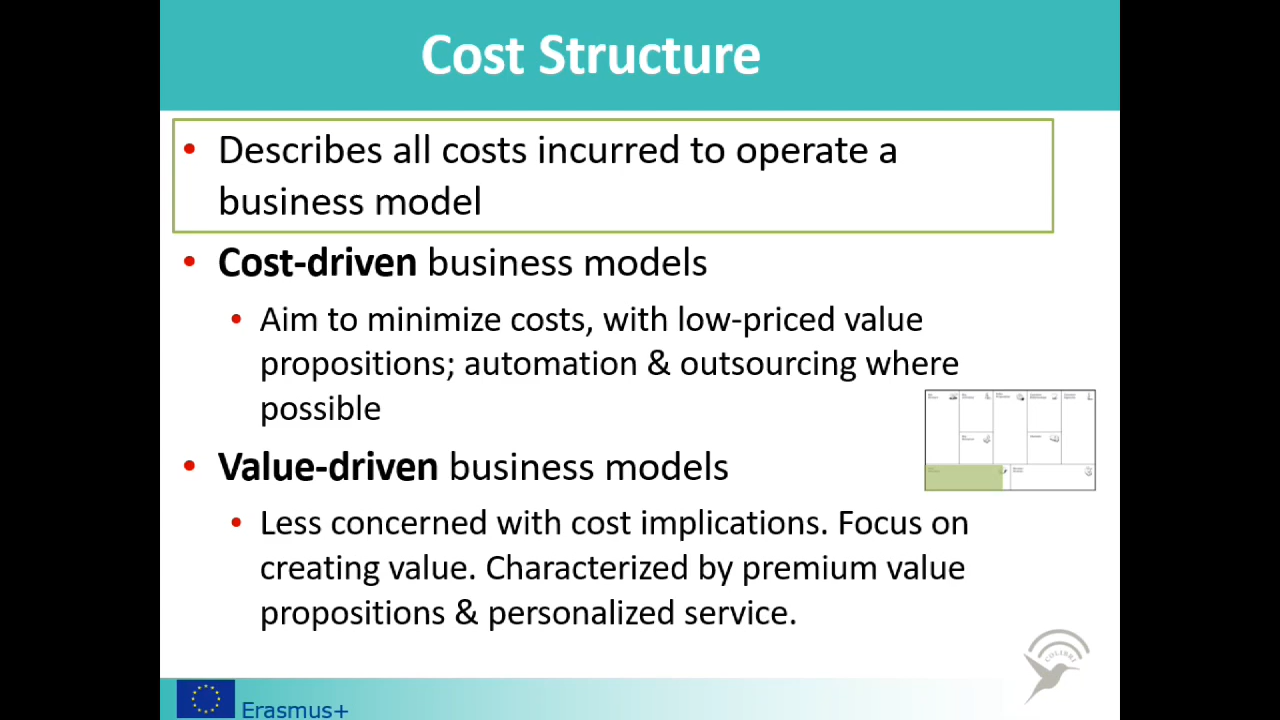 Cost Structure
• Describes all costs incurred to operate a
business model
• Cost-driven business models
• Aim to minimize costs, with low-priced value
propositions; automation & outsourcing where
possible
• Value-driven business models
• Less concerned with cost implications. Focus on
creating value. Characterized by premium value
propositions & personalized service.
COLIBRI
Erasmus+